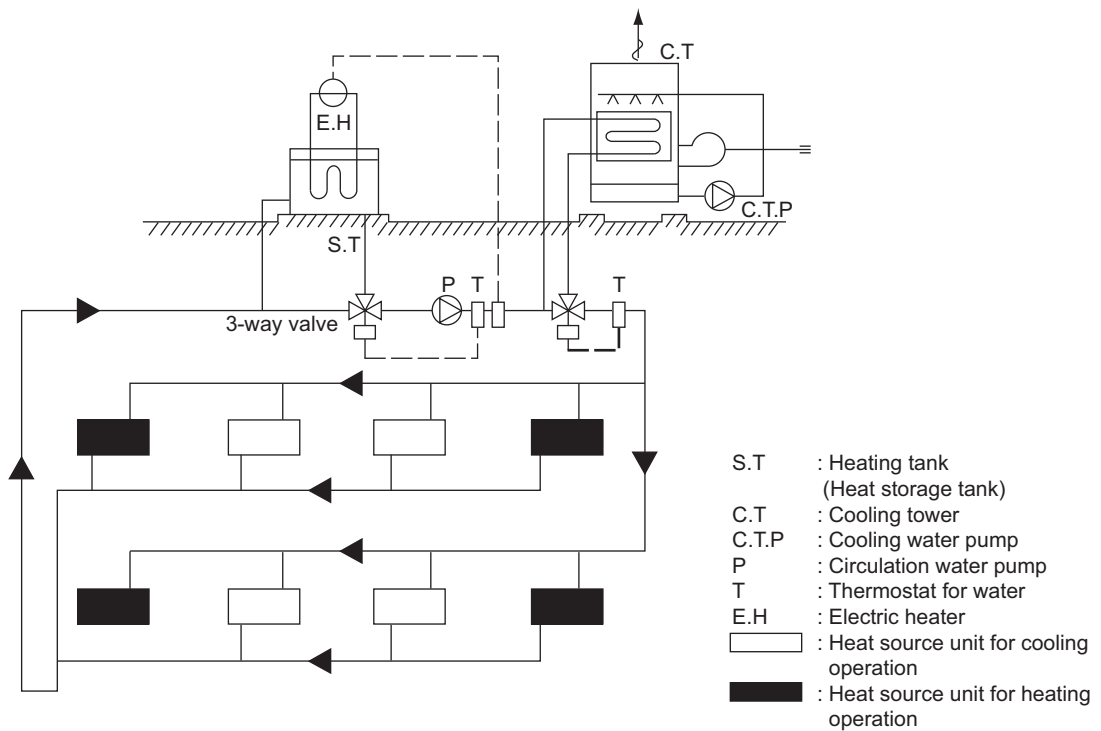 C.T
E.H
C.T.P
S.T
P
T
T
3-way valve
S.T : Heating tank
(Heat storage tank)
C.T : Cooling tower
C.T.P : Cooling water pump
P : Circulation water pump
T : Thermostat for water
E.H : Electric heater
: Heat source unit for cooling
operation
: Heat source unit for heating
operation